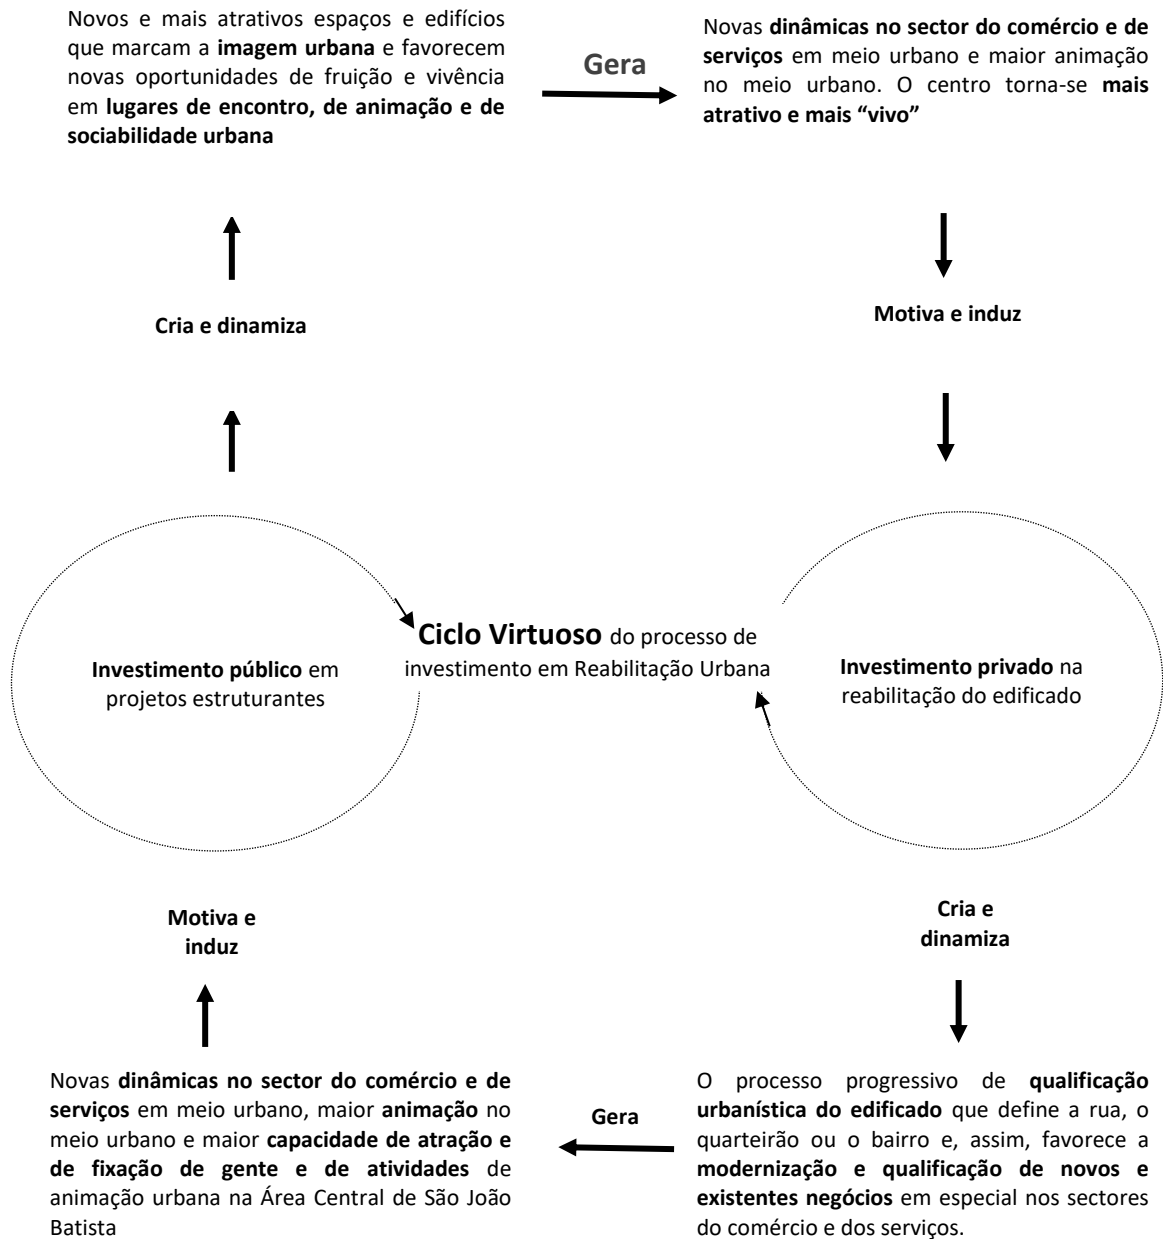 Novos e mais atrativos espaços e edifícios
que marcam a imagem urbana e favorecem
novas oportunidades de fruição e vivência
em lugares de encontro, de animação e de
sociabilidade urbana
Gera
Novas dinâmicas no sector do comércio e de
serviços em meio urbano e maior animação
no meio urbano. O centro torna-se mais
atrativo e mais “vivo”
Cria e dinamiza
Motiva e induz
Investimento público em
projetos estruturantes
Ciclo Virtuoso do processo de
investimento em Reabilitação Urbana
Investimento privado na
reabilitação do edificado
Motiva e
induz
Cria e
dinamiza
Novas dinâmicas no sector do comércio e de
serviços em meio urbano, maior animação no
meio urbano e maior capacidade de atração e
de fixação de gente e de atividades de
animação urbana na Área Central de São João
Batista
Gera
O processo progressivo de qualificação
urbanística do edificado que define a rua, o
quarteirão ou o bairro e, assim, favorece a
modernização e qualificação de novos e
existentes negócios em especial nos sectores
do comércio e dos serviços.